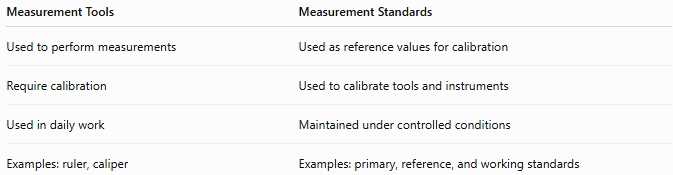 Measurement Tools Measurement Standards
Used to perform measurements Used as reference values for calibration
Require calibration Used to calibrate tools and instruments
Used in daily work Maintained under controlled conditions
Examples: ruler, caliper Examples: primary, reference, and working standards